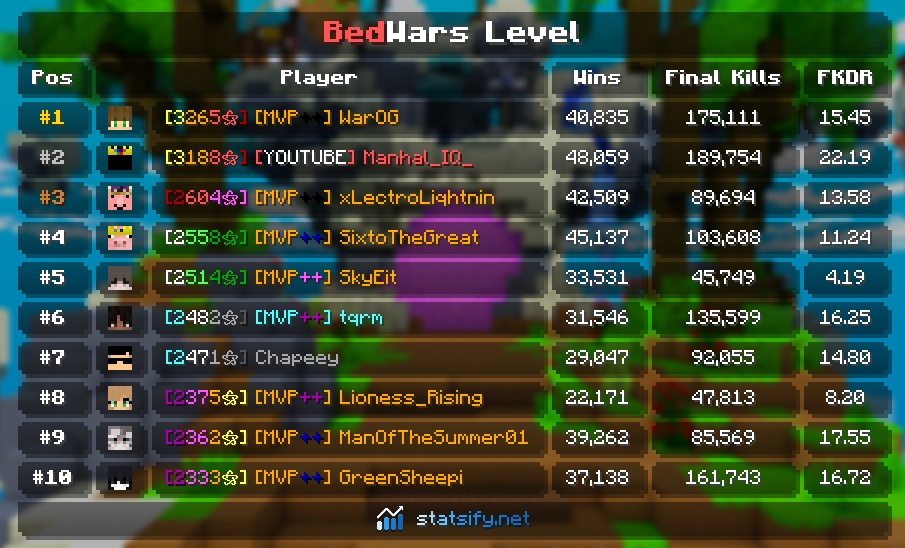 BedWars Level
Pos Player Wins Final Kills FKDR
#1 [3265✫] [MVP++] WarOG 40,835 175,111 15.45
#2 [3188✫] [YOUTUBE] Manhal_IQ_ 48,059 189,754 22.19
#3 [2604✫] [MVP++] xLectroLightnin 42,509 89,694 13.58
#4 [2558✫] [MVP++] SixtoTheGreat 45,137 103,608 11.24
#5 [2514✫] [MVP++] SkyEit 33,531 45,749 4.19
#6 [2482✫] [MVP++] tqrm 31,546 135,599 16.25
#7 [2471✫] Chapeey 29,047 92,055 14.80
#8 [2375✫] [MVP++] Lioness_Rising 22,171 47,813 8.20
#9 [2362✫] [MVP++] ManOfTheSummer01 39,262 85,569 17.55
#10 [2333✫] [MVP++] GreenSheepi 37,138 161,743 16.72
statsify.net